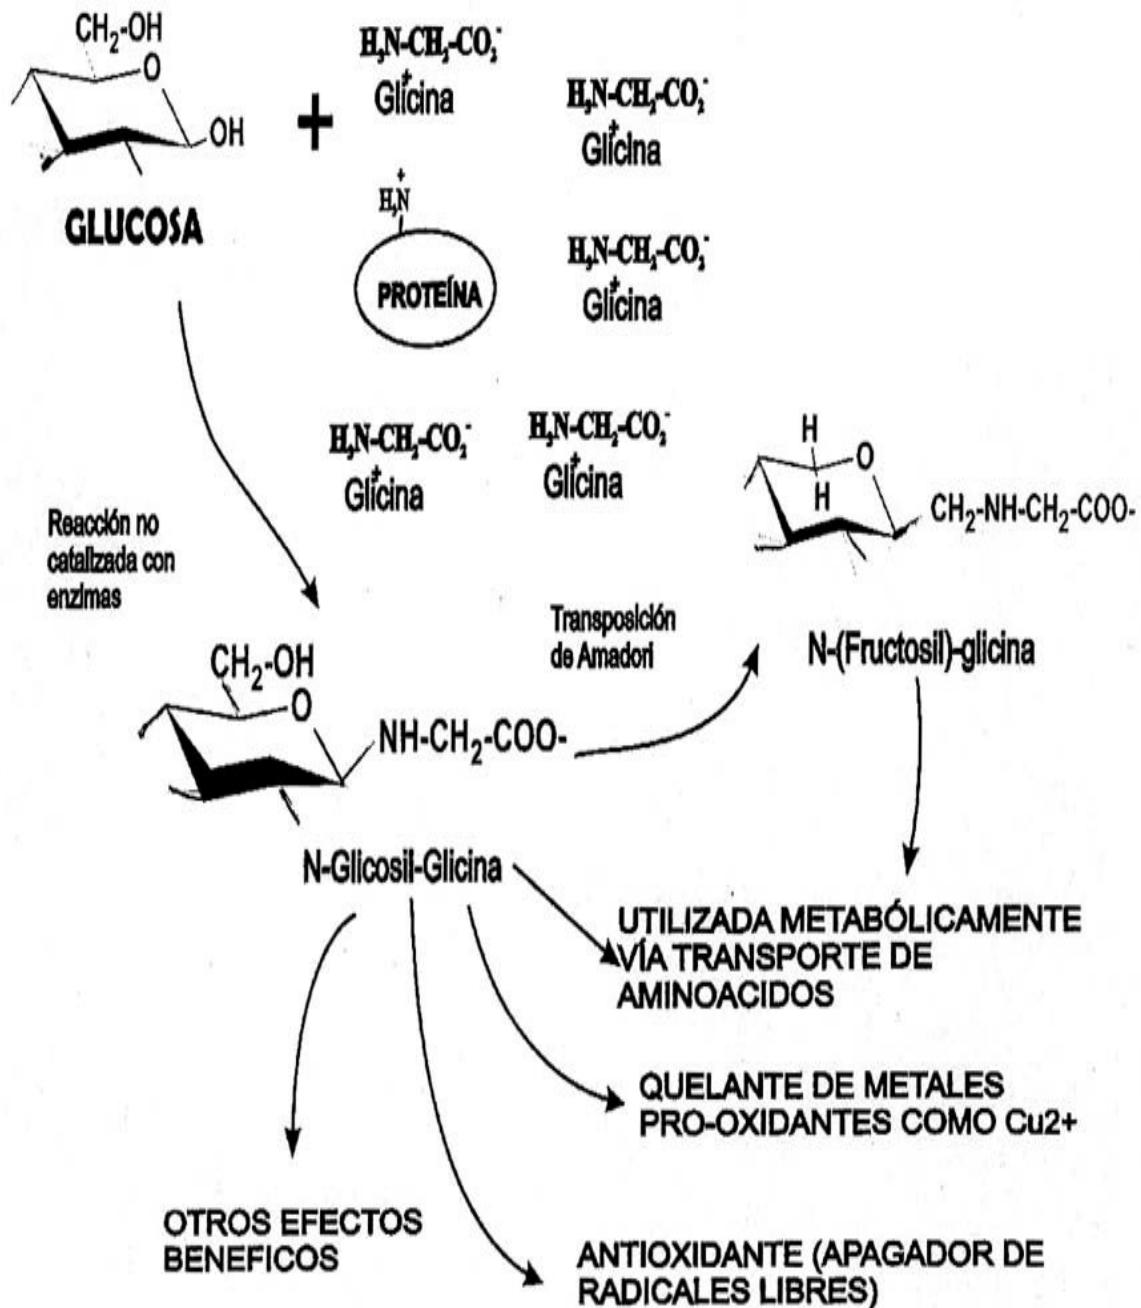 CH₂-OH
O
OH
GLUCOSA
+
H₃N-CH₂-CO₂⁻
+
Glicina
H₃N-CH₂-CO₂⁻
+
Glicina
+
H₃N
PROTEÍNA
H₃N-CH₂-CO₂⁻
+
Glicina
H₃N-CH₂-CO₂⁻
+
Glicina
H₃N-CH₂-CO₂⁻
+
Glicina
H
O
H
CH₂-NH-CH₂-COO-
N-(Fructosil)-glicina
Reacción no
catalizada con
enzimas
Transposición
de Amadori
CH₂-OH
O
NH-CH₂-COO-
N-Glicosil-Glicina
UTILIZADA METABÓLICAMENTE
VÍA TRANSPORTE DE
AMINOACIDOS
QUELANTE DE METALES
PRO-OXIDANTES COMO Cu2+
OTROS EFECTOS
BENEFICOS
ANTIOXIDANTE (APAGADOR DE
RADICALES LIBRES)